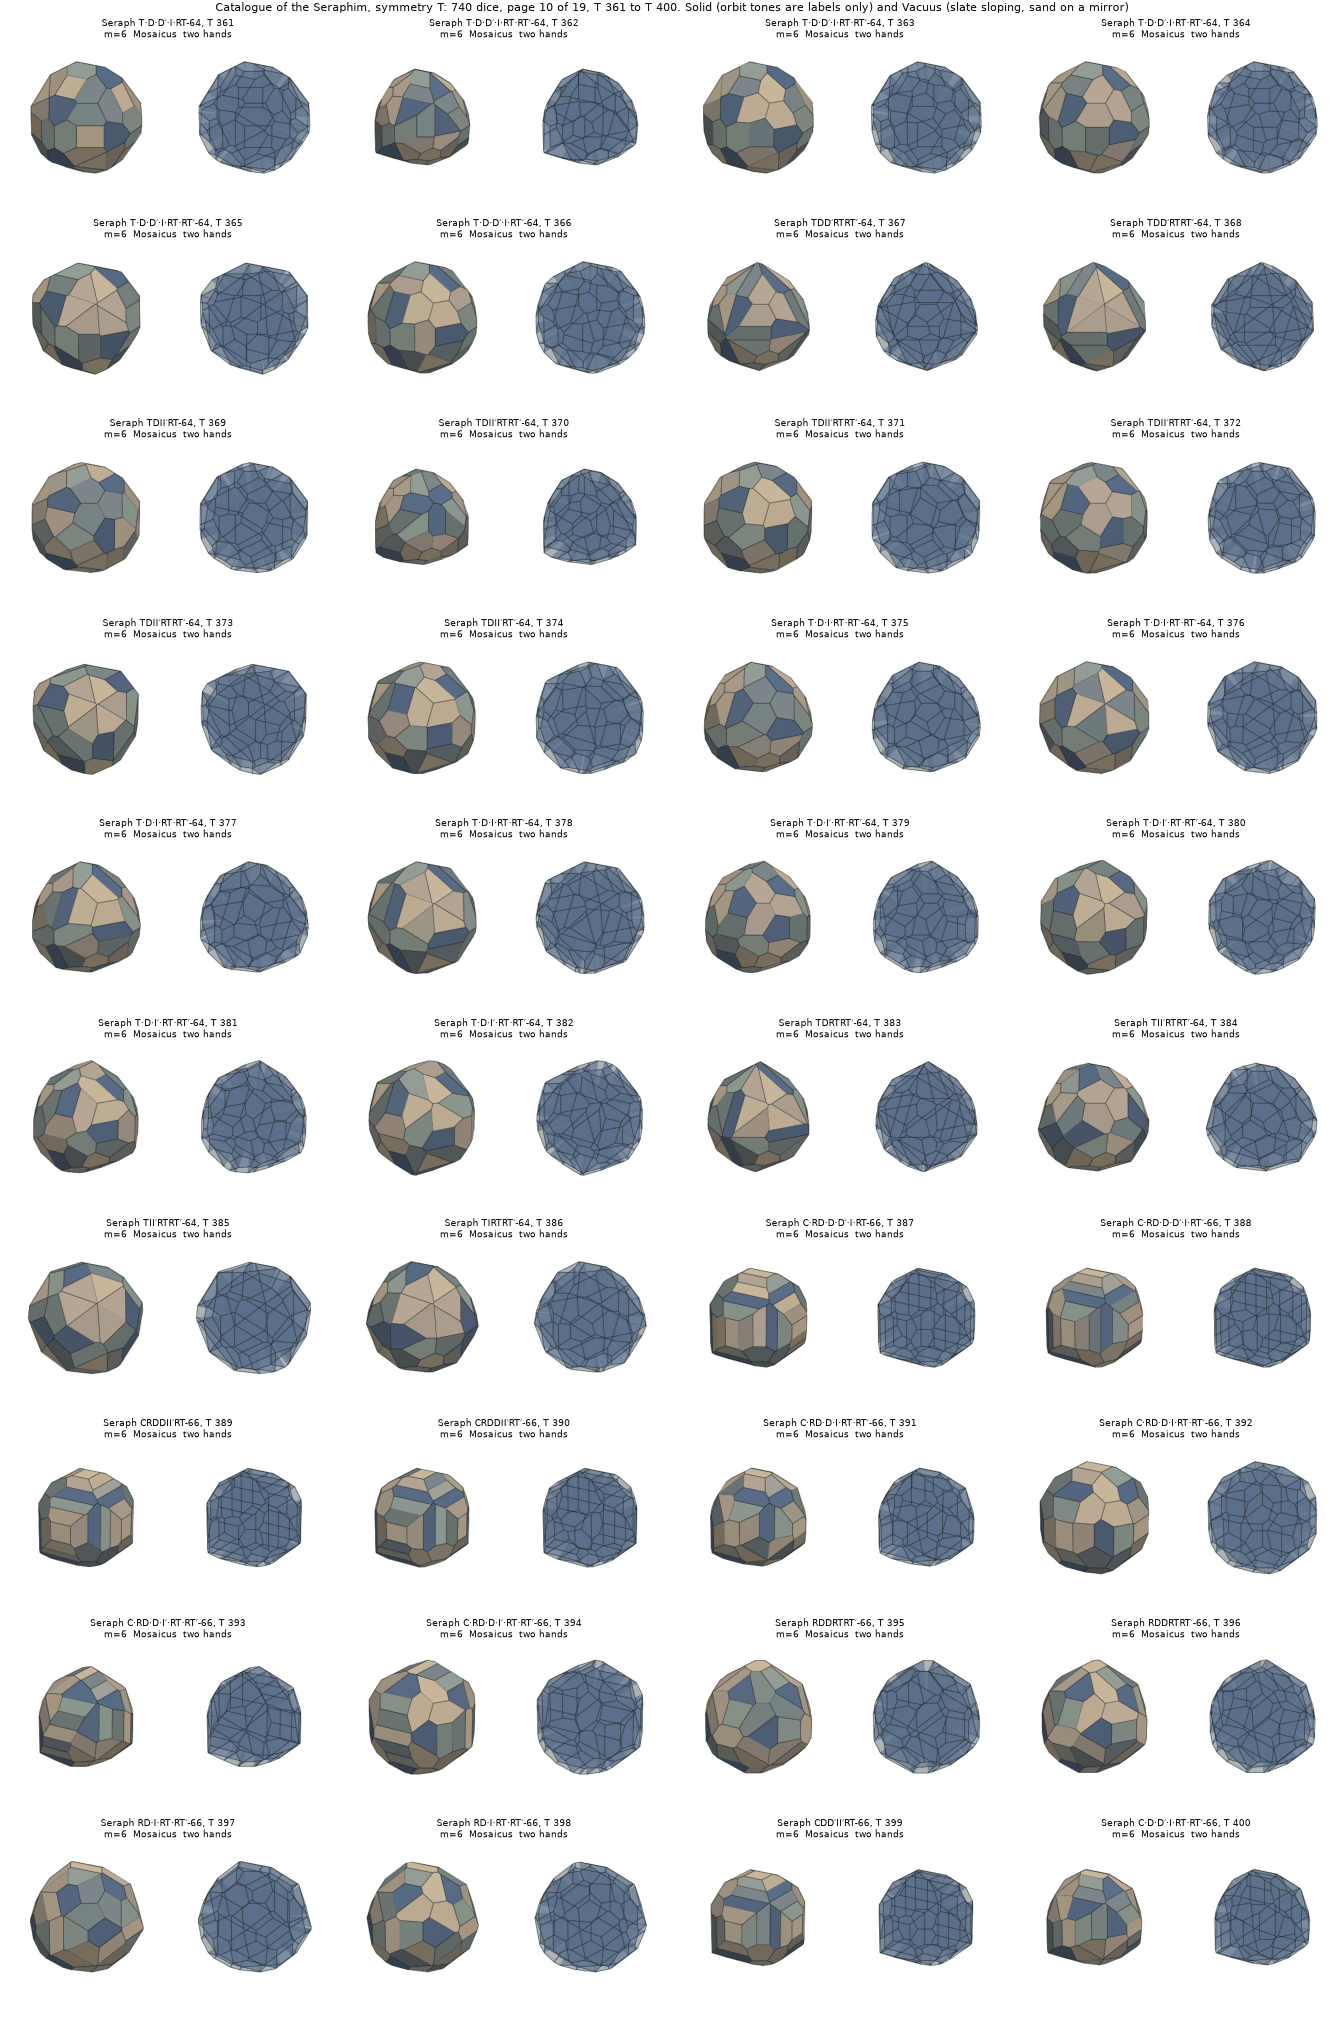 Catalogue of the Seraphim, symmetry T: 740 dice, page 10 of 19, T 361 to T 400. Solid (orbit tones are labels only) and Vacuus (slate sloping, sand on a mirror)
Seraph T·D·D′·I·RT-64, T 361
m=6 Mosaicus two hands
Seraph T·D·D′·I·RT·RT′-64, T 362
m=6 Mosaicus two hands
Seraph T·D·D′·I·RT·RT′-64, T 363
m=6 Mosaicus two hands
Seraph T·D·D′·I·RT·RT′-64, T 364
m=6 Mosaicus two hands
Seraph T·D·D′·I·RT·RT′-64, T 365
m=6 Mosaicus two hands
Seraph T·D·D′·I·RT′-64, T 366
m=6 Mosaicus two hands
Seraph TDD′RTRT′-64, T 367
m=6 Mosaicus two hands
Seraph TDD′RTRT′-64, T 368
m=6 Mosaicus two hands
Seraph TDII′RT-64, T 369
m=6 Mosaicus two hands
Seraph TDII′RTRT′-64, T 370
m=6 Mosaicus two hands
Seraph TDII′RTRT′-64, T 371
m=6 Mosaicus two hands
Seraph TDII′RTRT′-64, T 372
m=6 Mosaicus two hands
Seraph TDII′RTRT′-64, T 373
m=6 Mosaicus two hands
Seraph TDII′RT′-64, T 374
m=6 Mosaicus two hands
Seraph T·D·I·RT·RT′-64, T 375
m=6 Mosaicus two hands
Seraph T·D·I·RT·RT′-64, T 376
m=6 Mosaicus two hands
Seraph T·D·I·RT·RT′-64, T 377
m=6 Mosaicus two hands
Seraph T·D·I·RT·RT′-64, T 378
m=6 Mosaicus two hands
Seraph T·D·I′·RT·RT′-64, T 379
m=6 Mosaicus two hands
Seraph T·D·I′·RT·RT′-64, T 380
m=6 Mosaicus two hands
Seraph T·D·I′·RT·RT′-64, T 381
m=6 Mosaicus two hands
Seraph T·D·I′·RT·RT′-64, T 382
m=6 Mosaicus two hands
Seraph TDRTRT′-64, T 383
m=6 Mosaicus two hands
Seraph TII′RTRT′-64, T 384
m=6 Mosaicus two hands
Seraph TII′RTRT′-64, T 385
m=6 Mosaicus two hands
Seraph TIRTRT′-64, T 386
m=6 Mosaicus two hands
Seraph C·RD·D·D′·I·RT-66, T 387
m=6 Mosaicus two hands
Seraph C·RD·D·D′·I·RT′-66, T 388
m=6 Mosaicus two hands
Seraph CRDDII′RT-66, T 389
m=6 Mosaicus two hands
Seraph CRDDII′RT′-66, T 390
m=6 Mosaicus two hands
Seraph C·RD·D·I·RT·RT′-66, T 391
m=6 Mosaicus two hands
Seraph C·RD·D·I·RT·RT′-66, T 392
m=6 Mosaicus two hands
Seraph C·RD·D·I′·RT·RT′-66, T 393
m=6 Mosaicus two hands
Seraph C·RD·D·I′·RT·RT′-66, T 394
m=6 Mosaicus two hands
Seraph RDDRTRT′-66, T 395
m=6 Mosaicus two hands
Seraph RDDRTRT′-66, T 396
m=6 Mosaicus two hands
Seraph RD·I·RT·RT′-66, T 397
m=6 Mosaicus two hands
Seraph RD·I·RT·RT′-66, T 398
m=6 Mosaicus two hands
Seraph CDD′II′RT-66, T 399
m=6 Mosaicus two hands
Seraph C·D·D′·I·RT·RT′-66, T 400
m=6 Mosaicus two hands